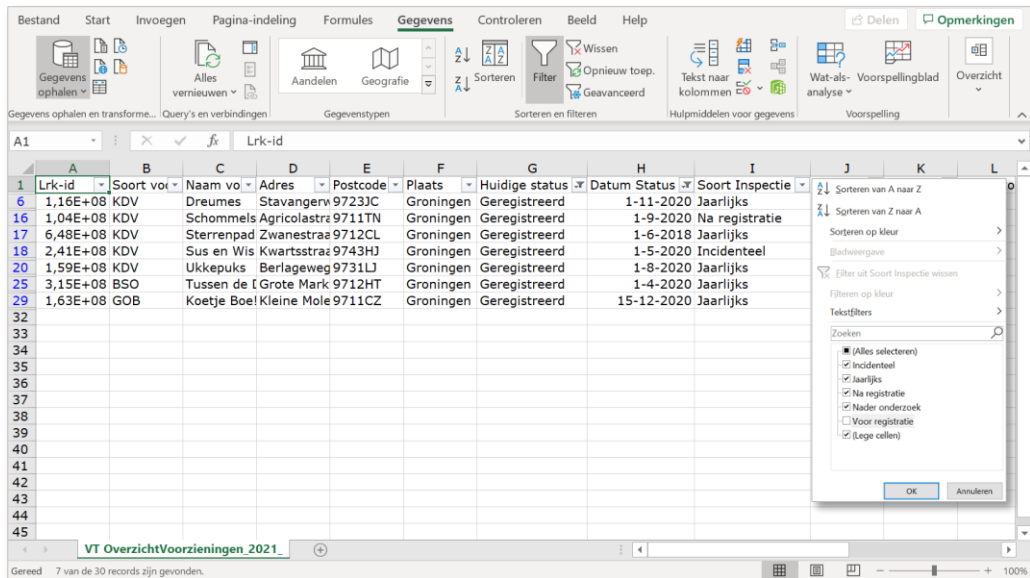 Bestand Start Invoegen Pagina-indeling Formules Gegevens Controleren Beeld Help Delen Opmerkingen
Gegevens ophalen
Alles vernieuwen
Aandelen Geografie
Sorteren Filter
Wissen
Opnieuw toep.
Geavanceerd
Tekst naar kolommen
Wat-als-analyse Voorspellingblad
Overzicht
Gegevens ophalen en transforme... Query's en verbindingen Gegevenstypen Sorteren en filteren Hulpmiddelen voor gegevens Voorspelling
A1 fx Lrk-id
A B C D E F G H I J K L
1 Lrk-id Soort voo Naam vo Adres Postcode Plaats Huidige status Datum Status Soort Inspectie
6 1,16E+08 KDV Dreumes Stavangerw 9723JC Groningen Geregistreerd 1-11-2020 Jaarlijks
16 1,04E+08 KDV Schommels Agricolastra 9711TN Groningen Geregistreerd 1-9-2020 Na registratie
17 6,48E+08 KDV Sterrenpad Zwanestraa 9712CL Groningen Geregistreerd 1-6-2018 Jaarlijks
18 2,41E+08 KDV Sus en Wis Kwartsstraa 9743HJ Groningen Geregistreerd 1-5-2020 Incidenteel
20 1,59E+08 KDV Ukkepuks Berlageweg 9731LJ Groningen Geregistreerd 1-8-2020 Jaarlijks
25 3,15E+08 BSO Tussen de Grote Mark 9712HT Groningen Geregistreerd 1-4-2020 Jaarlijks
29 1,63E+08 GOB Koetje Boe! Kleine Mole 9711CZ Groningen Geregistreerd 15-12-2020 Jaarlijks
32
33
34
35
36
37
38
39
40
41
42
43
44
45
Sorteren van A naar Z
Sorteren van Z naar A
Sorteren op kleur
Bladweergave
Filter uit Soort Inspectie wissen
Filteren op kleur
Tekstfilters
Zoeken
(Alles selecteren)
Incidenteel
Jaarlijks
Na registratie
Nader onderzoek
Voor registratie
(Lege cellen)
OK Annuleren
VT OverzichtVoorzieningen_2021_
Gereed 7 van de 30 records zijn gevonden. 100%